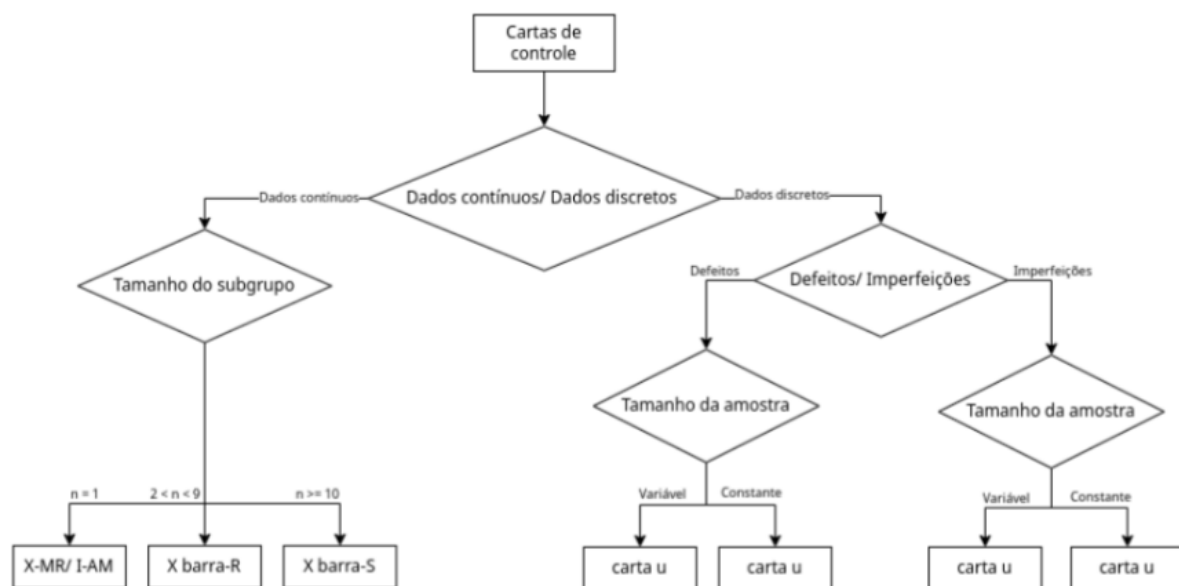 Cartas de
controle
Dados contínuos
Dados contínuos/ Dados discretos
Dados discretos
Tamanho do subgrupo
Defeitos
Defeitos/ Imperfeições
Imperfeições
Tamanho da amostra
Tamanho da amostra
n = 1
2 < n < 9
n >= 10
Variável
Constante
Variável
Constante
X-MR/ I-AM
X barra-R
X barra-S
carta u
carta u
carta u
carta u